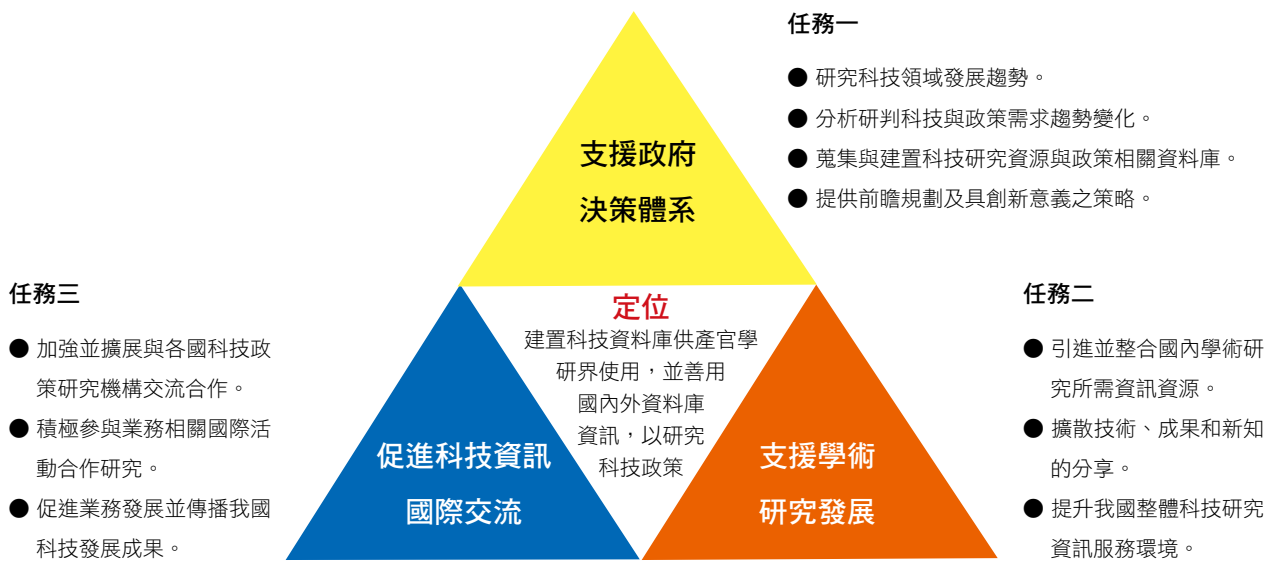 任務一
● 研究科技領域發展趨勢。
● 分析研判科技與政策需求趨勢變化。
● 蒐集與建置科技研究資源與政策相關資料庫。
● 提供前瞻規劃及具創新意義之策略。
支援政府
決策體系
任務三
● 加強並擴展與各國科技政
策研究機構交流合作。
● 積極參與業務相關國際活
動合作研究。
● 促進業務發展並傳播我國
科技發展成果。
定位
建置科技資料庫供產官學
研界使用，並善用
國內外資料庫
資訊，以研究
科技政策
促進科技資訊
國際交流
支援學術
研究發展
任務二
● 引進並整合國內學術研
究所需資訊資源。
● 擴散技術、成果和新知
的分享。
● 提升我國整體科技研究
資訊服務環境。